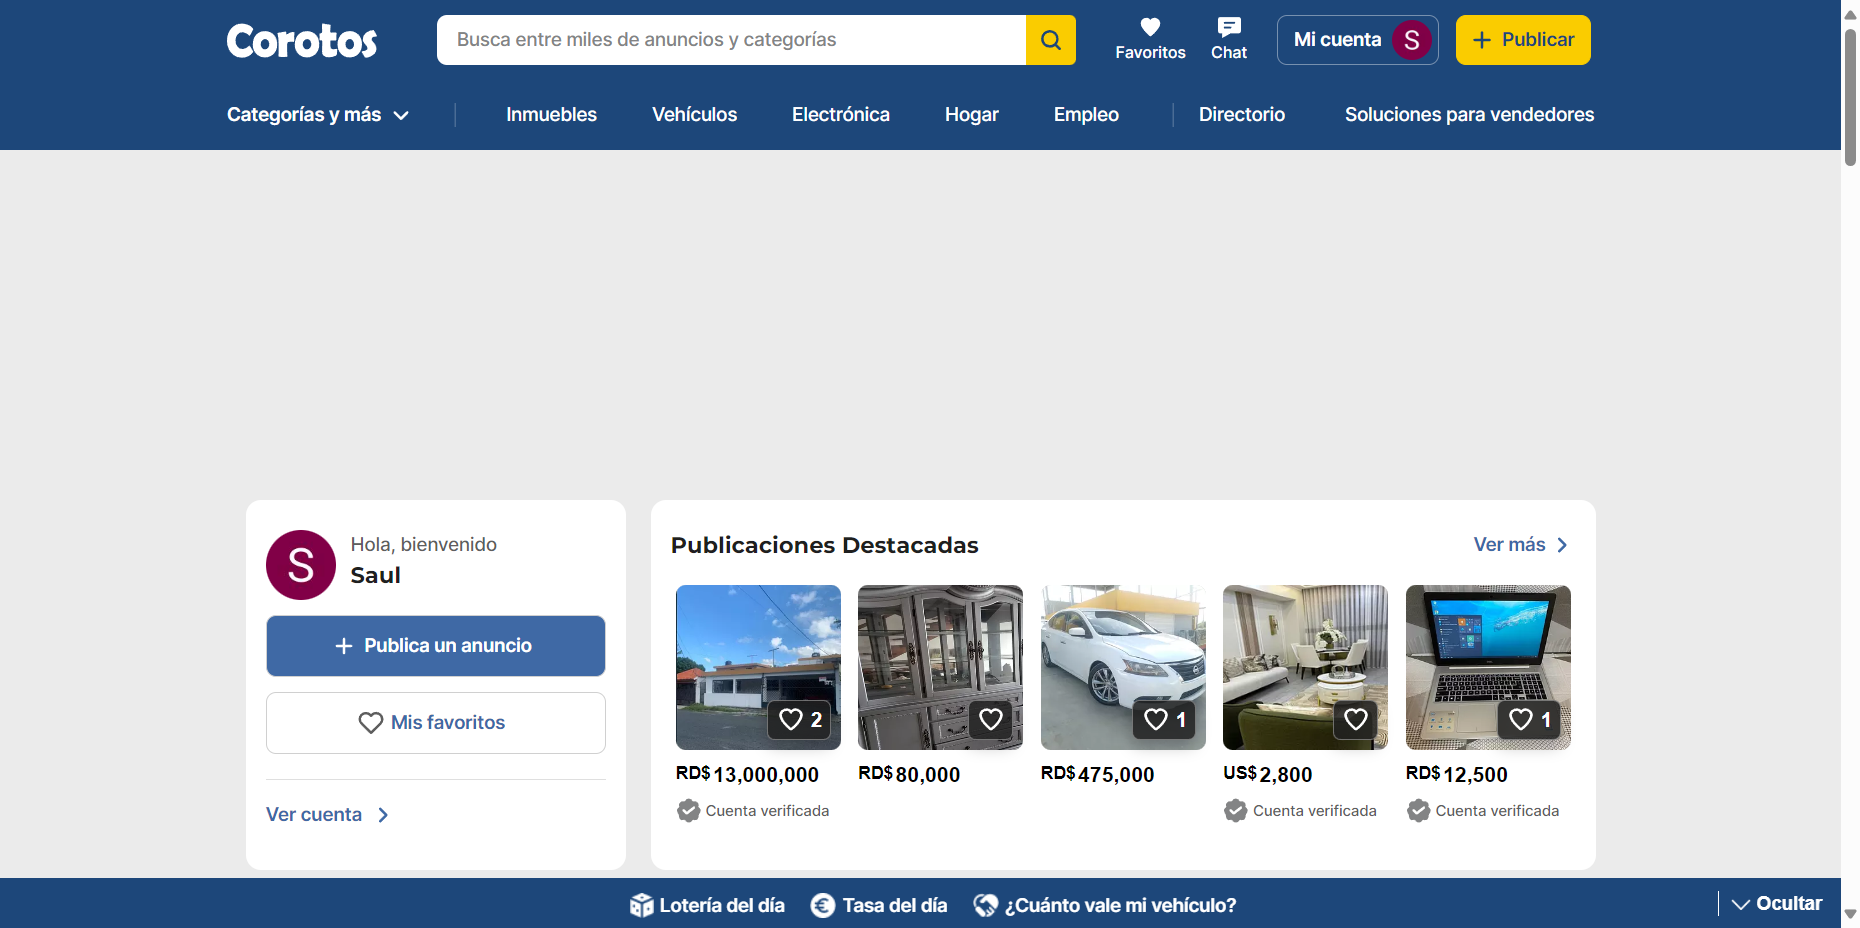 Corotos
Busca entre miles de anuncios y categorías
Favoritos
Chat
Mi cuenta
S
Publicar
Categorías y más
Inmuebles
Vehículos
Electrónica
Hogar
Empleo
Directorio
Soluciones para vendedores
S
Hola, bienvenido
Saul
Publica un anuncio
Mis favoritos
Ver cuenta
Publicaciones Destacadas
Ver más
2
1
1
RD$ 13,000,000
RD$ 80,000
RD$ 475,000
US$ 2,800
RD$ 12,500
Cuenta verificada
Cuenta verificada
Cuenta verificada
Lotería del día
Tasa del día
¿Cuánto vale mi vehículo?
Ocultar